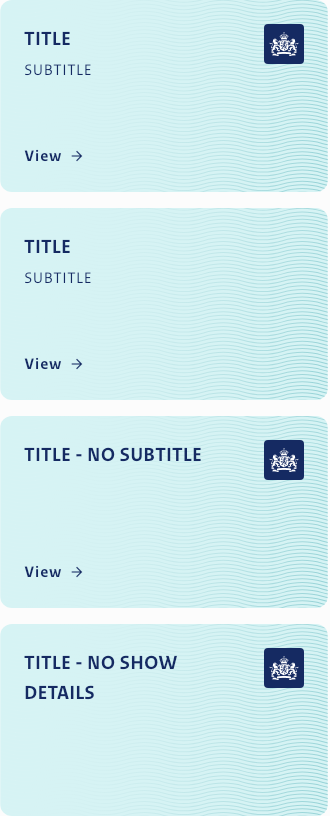 TITLE
SUBTITLE
View →
TITLE
SUBTITLE
View →
TITLE - NO SUBTITLE
View →
TITLE - NO SHOW
DETAILS